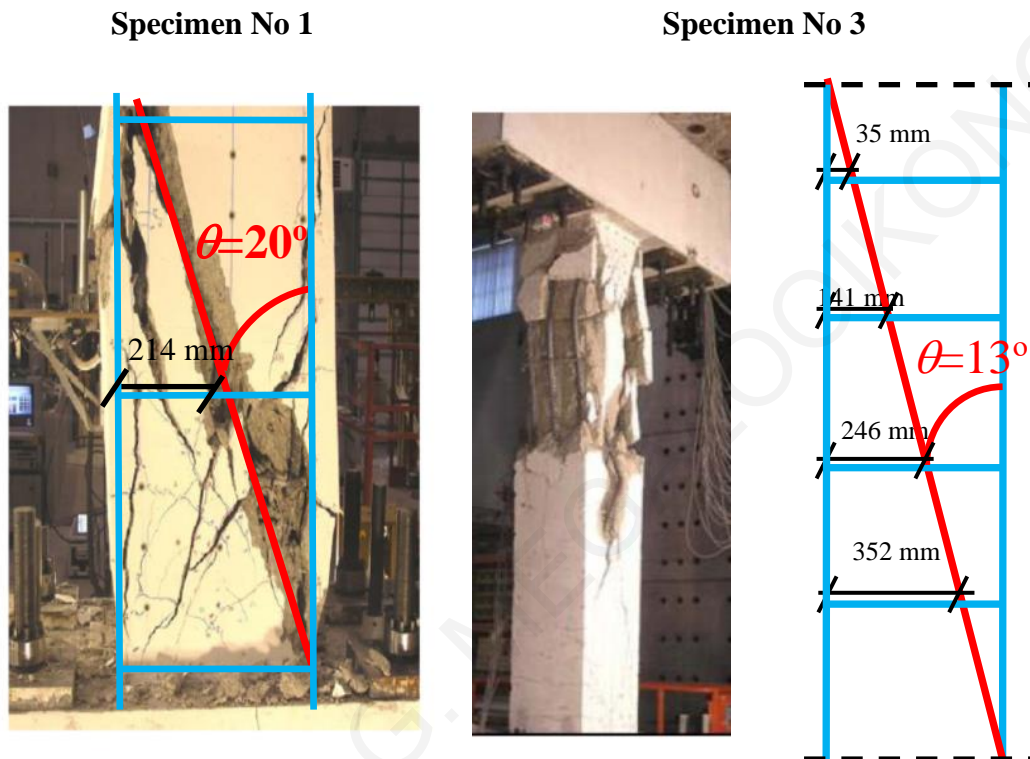 Specimen No 1
Specimen No 3
θ=20º
214 mm
35 mm
141 mm
246 mm
θ=13º
352 mm